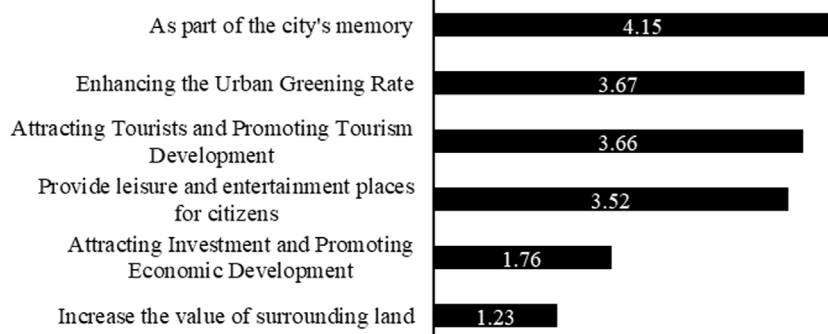 As part of the city's memory
4.15
Enhancing the Urban Greening Rate
3.67
Attracting Tourists and Promoting Tourism
Development
3.66
Provide leisure and entertainment places
for citizens
3.52
Attracting Investment and Promoting
Economic Development
1.76
Increase the value of surrounding land
1.23